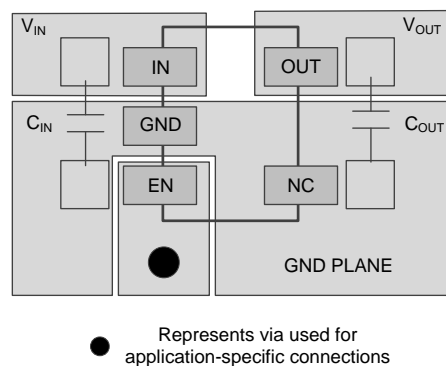 VIN
VOUT
IN
OUT
CIN
GND
COUT
EN
NC
GND PLANE
Represents via used for
application-specific connections